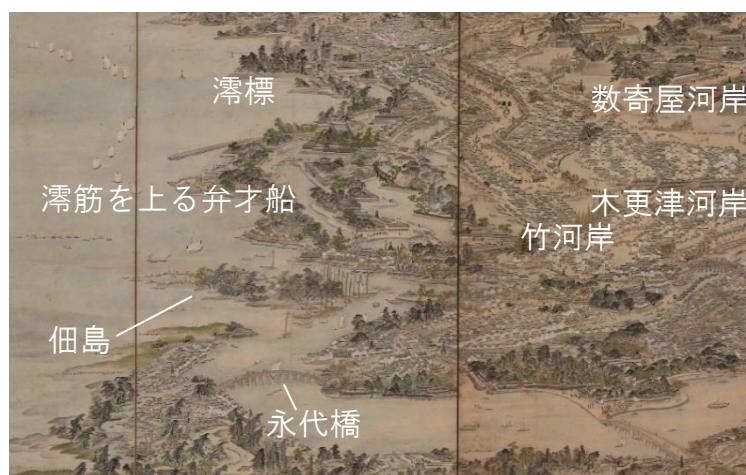 澪標
数寄屋河岸
澪筋を上る弁才船
木更津河岸
竹河岸
佃島
永代橋